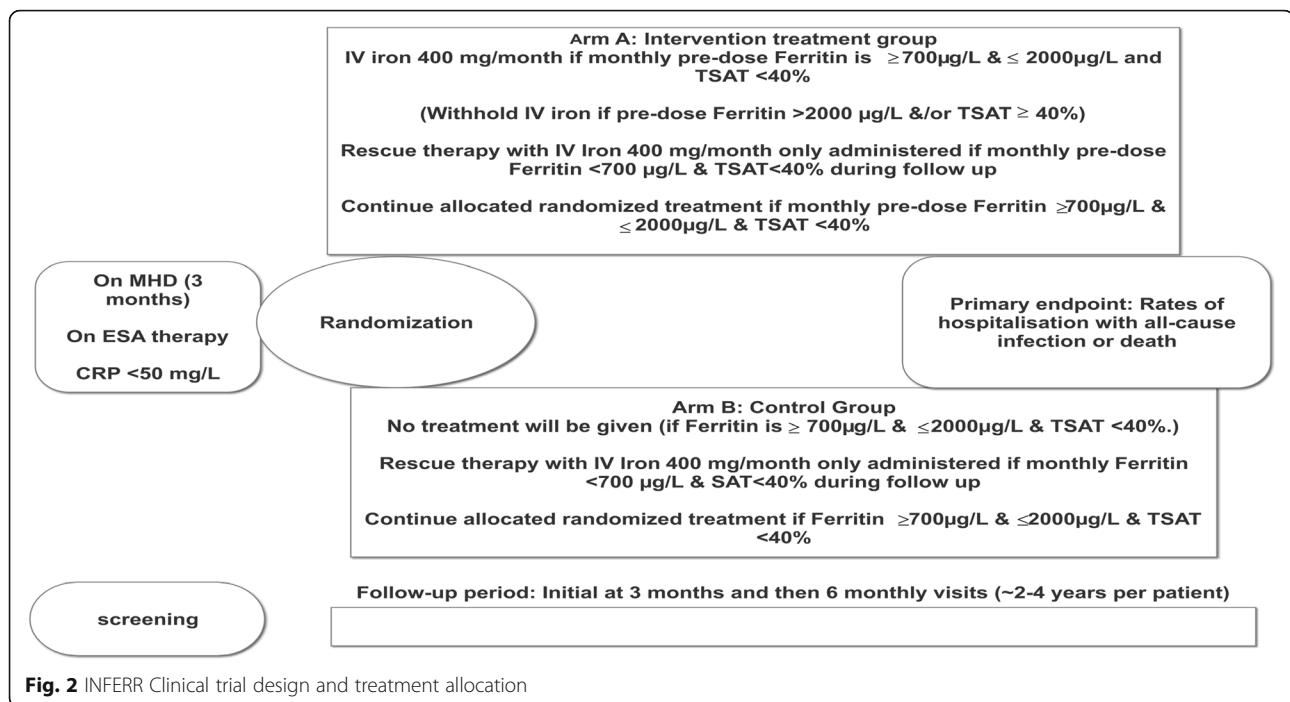 Arm A: Intervention treatment group
IV iron 400 mg/month if monthly pre-dose Ferritin is ≥700µg/L & ≤ 2000µg/L and
TSAT <40%
(Withhold IV iron if pre-dose Ferritin >2000 µg/L &/or TSAT ≥ 40%)
Rescue therapy with IV Iron 400 mg/month only administered if monthly pre-dose
Ferritin <700 µg/L & TSAT<40% during follow up
Continue allocated randomized treatment if monthly pre-dose Ferritin ≥700µg/L &
≤ 2000µg/L & TSAT <40%
On MHD (3
months)
On ESA therapy
CRP <50 mg/L
Randomization
Primary endpoint: Rates of
hospitalisation with all-cause
infection or death
Arm B: Control Group
No treatment will be given (if Ferritin is ≥ 700µg/L & ≤2000µg/L & TSAT <40%.)
Rescue therapy with IV Iron 400 mg/month only administered if monthly Ferritin
<700 µg/L & SAT<40% during follow up
Continue allocated randomized treatment if Ferritin ≥700µg/L & ≤2000µg/L & TSAT
<40%
screening
Follow-up period: Initial at 3 months and then 6 monthly visits (~2-4 years per patient)
Fig. 2 INFERR Clinical trial design and treatment allocation